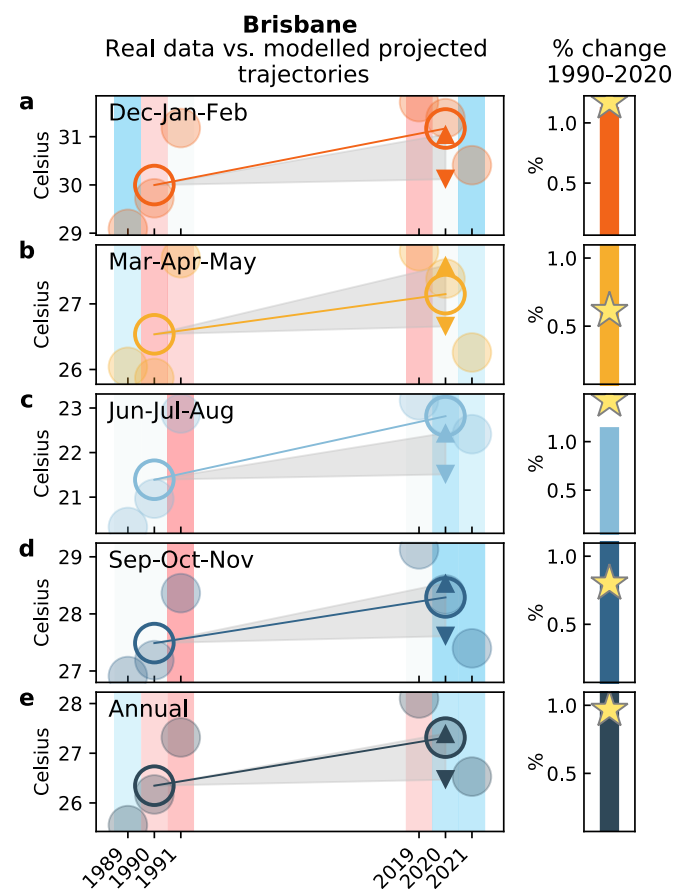 Brisbane
Real data vs. modelled projected
trajectories
% change
1990-2020
a
Dec-Jan-Feb
Celsius
31
30
29
%
1.0
0.5
b
Mar-Apr-May
Celsius
27
26
%
1.0
0.5
c
Jun-Jul-Aug
Celsius
23
22
21
%
1.0
0.5
d
Sep-Oct-Nov
Celsius
29
28
27
%
1.0
0.5
e
Annual
Celsius
28
27
26
%
1.0
0.5
1989
1990
1991
2019
2020
2021